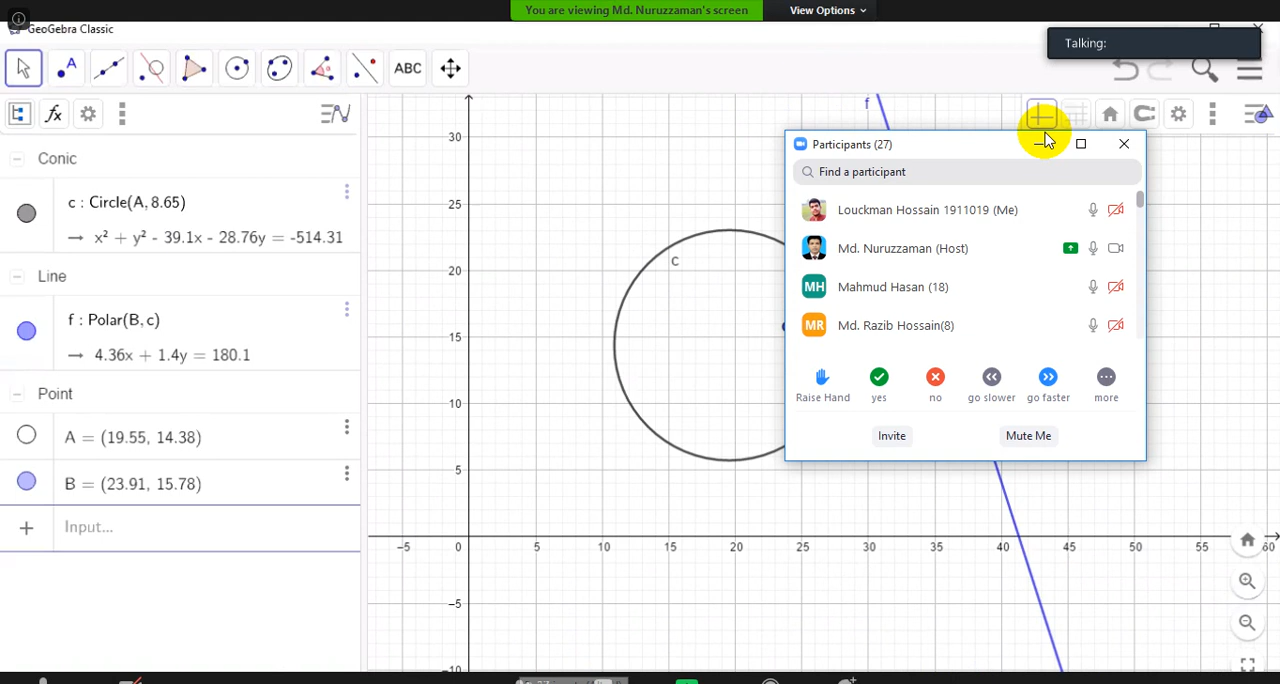 You are viewing Md. Nuruzzaman's screen
View Options
GeoGebra Classic
Talking:
ABC
fx
Conic
c : Circle(A, 8.65)
→ x² + y² - 39.1x - 28.76y = -514.31
Line
f : Polar(B, c)
→ 4.36x + 1.4y = 180.1
Point
A = (19.55, 14.38)
B = (23.91, 15.78)
Input...
f
30
25
20
15
10
5
-5
-10
c
-5
0
5
10
15
20
25
30
35
40
45
50
55
60
Participants (27)
Find a participant
Louckman Hossain 1911019 (Me)
Md. Nuruzzaman (Host)
MH Mahmud Hasan (18)
MR Md. Razib Hossain(8)
Raise Hand
yes
no
go slower
go faster
more
Invite
Mute Me